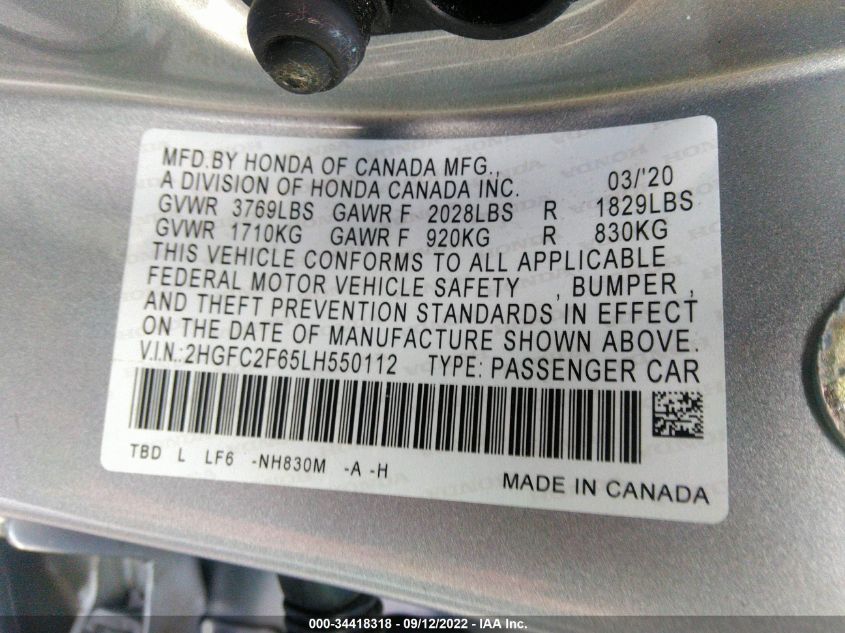 MFD.BY HONDA OF CANADA MFG.,
A DIVISION OF HONDA CANADA INC. 03/'20
GVWR 3769LBS GAWR F 2028LBS R 1829LBS
GVWR 1710KG GAWR F 920KG R 830KG
THIS VEHICLE CONFORMS TO ALL APPLICABLE
FEDERAL MOTOR VEHICLE SAFETY , BUMPER ,
AND THEFT PREVENTION STANDARDS IN EFFECT
ON THE DATE OF MANUFACTURE SHOWN ABOVE.
V.I.N.: 2HGFC2F65LH550112 TYPE: PASSENGER CAR
TBD L LF6 -NH830M -A -H
MADE IN CANADA
000-34418318 - 09/12/2022 - IAA Inc.